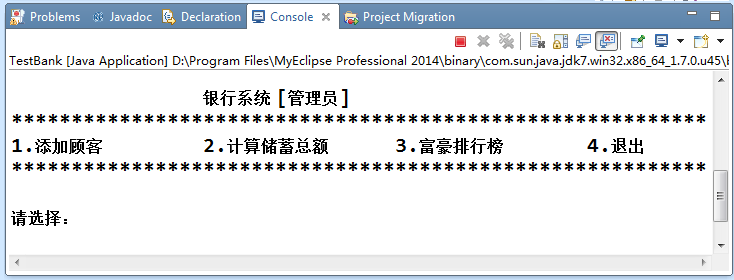 Problems @ Javadoc Declaration Console Project Migration
TestBank [Java Application] D:\Program Files\MyEclipse Professional 2014\binary\com.sun.java.jdk7.win32.x86_64_1.7.0.u45\b
银行系统 [管理员]
**********************************************************
1.添加顾客 2.计算储蓄总额 3.富豪排行榜 4.退出
**********************************************************
请选择: